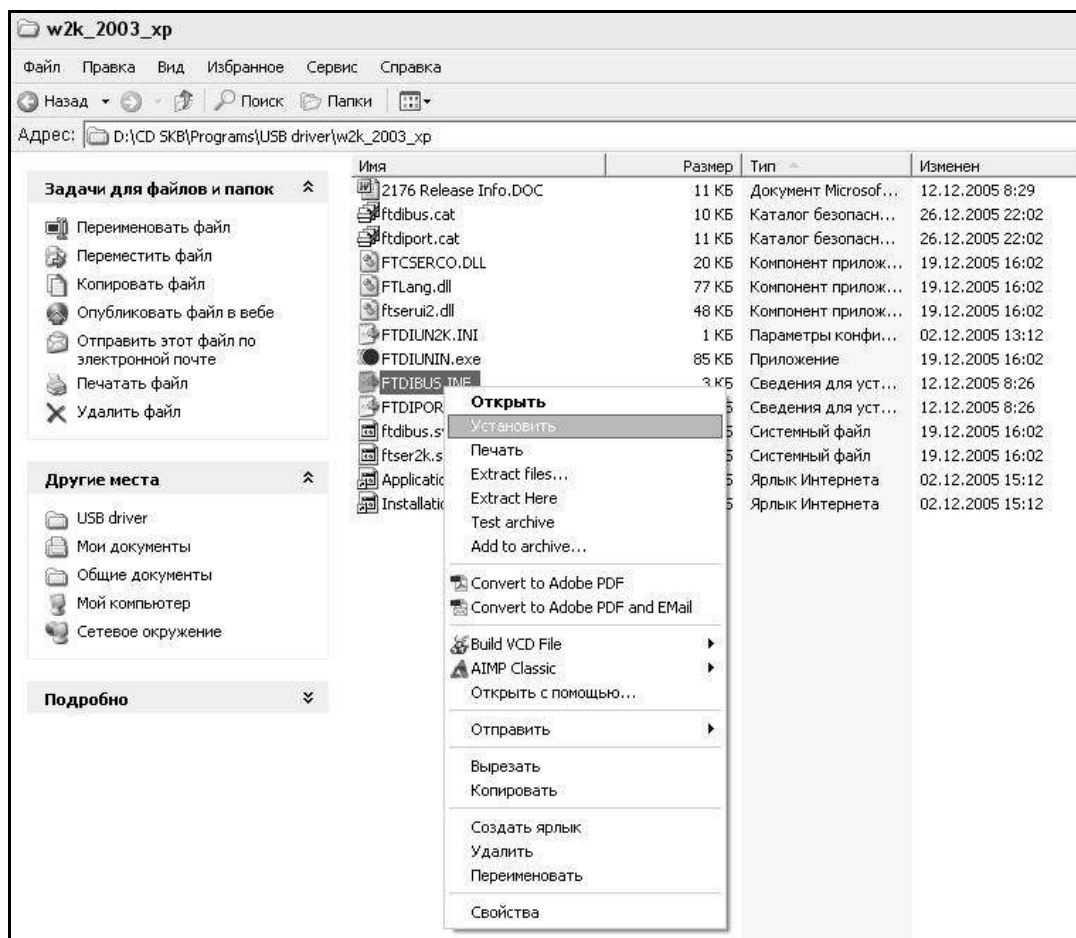 w2k_2003_xp
Файл Правка Вид Избранное Сервис Справка
Назад Поиск Папки
Адрес: D:\CD SKB\Programs\USB driver\w2k_2003_xp
Задачи для файлов и папок
Переименовать файл
Переместить файл
Копировать файл
Опубликовать файл в вебе
Отправить этот файл по
электронной почте
Печатать файл
Удалить файл
Другие места
USB driver
Мои документы
Общие документы
Мой компьютер
Сетевое окружение
Подробно
Имя Размер Тип Изменен
2176 Release Info.DOC 11 КБ Документ Microsof... 12.12.2005 8:29
ftdibus.cat 10 КБ Каталог безопасн... 26.12.2005 22:02
ftdiport.cat 11 КБ Каталог безопасн... 26.12.2005 22:02
FTCSERCO.DLL 20 КБ Компонент прилож... 19.12.2005 16:02
FTLang.dll 77 КБ Компонент прилож... 19.12.2005 16:02
ftserui2.dll 48 КБ Компонент прилож... 19.12.2005 16:02
FTDIUN2K.INI 1 КБ Параметры конфи... 02.12.2005 13:12
FTDIUNIN.exe 85 КБ Приложение 19.12.2005 16:02
FTDIBUS.INF 3 КБ Сведения для уст... 12.12.2005 8:26
FTDIPOR Б Сведения для уст... 12.12.2005 8:26
ftdibus.s Б Системный файл 19.12.2005 16:02
ftser2k.s Б Системный файл 19.12.2005 16:02
Applicatio Б Ярлык Интернета 02.12.2005 15:12
Installatio Б Ярлык Интернета 02.12.2005 15:12
Открыть
Установить
Печать
Extract files...
Extract Here
Test archive
Add to archive...
Convert to Adobe PDF
Convert to Adobe PDF and EMail
Build VCD File
AIMP Classic
Открыть с помощью...
Отправить
Вырезать
Копировать
Создать ярлык
Удалить
Переименовать
Свойства